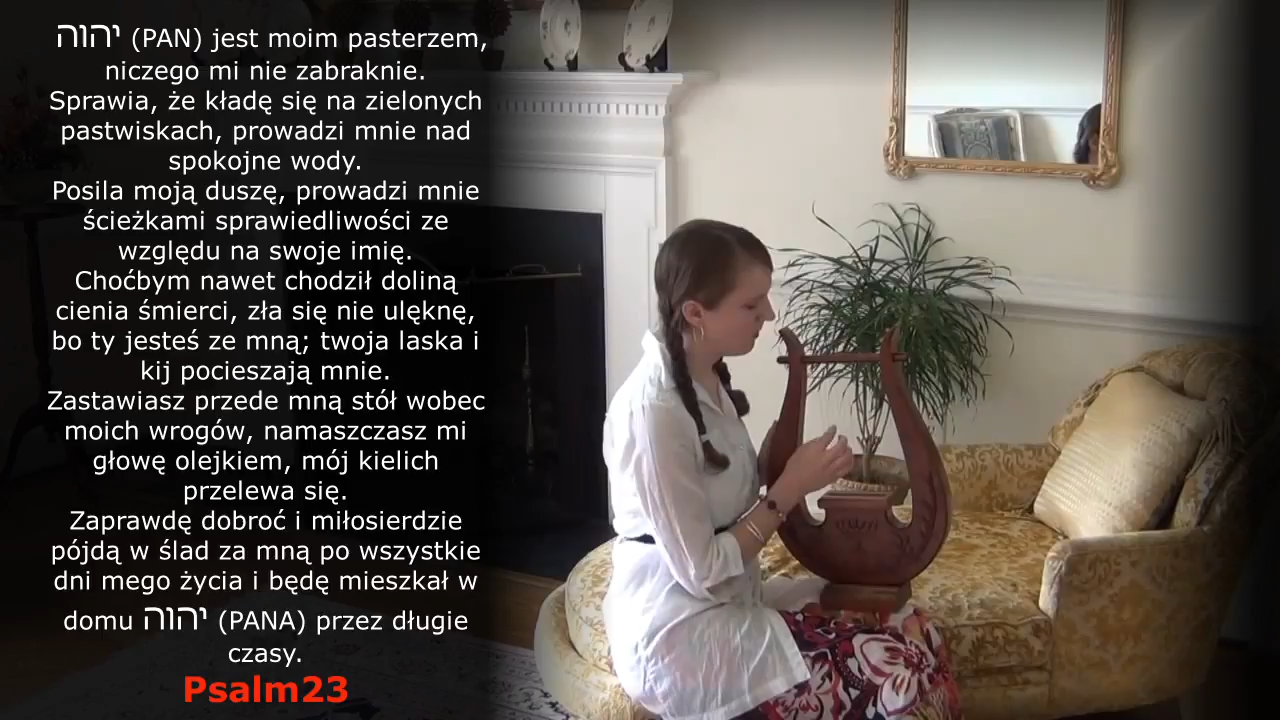 יהוה (PAN) jest moim pasterzem,
niczego mi nie zabraknie.
Sprawia, że kładę się na zielonych
pastwiskach, prowadzi mnie nad
spokojne wody.
Posila moją duszę, prowadzi mnie
ścieżkami sprawiedliwości ze
względu na swoje imię.
Choćbym nawet chodził doliną
cienia śmierci, zła się nie ulęknę,
bo ty jesteś ze mną; twoja laska i
kij pocieszają mnie.
Zastawiasz przede mną stół wobec
moich wrogów, namaszczasz mi
głowę olejkiem, mój kielich
przelewa się.
Zaprawdę dobroć i miłosierdzie
pójdą w ślad za mną po wszystkie
dni mego życia i będę mieszkał w
domu יהוה (PANA) przez długie
czasy.
Psalm23